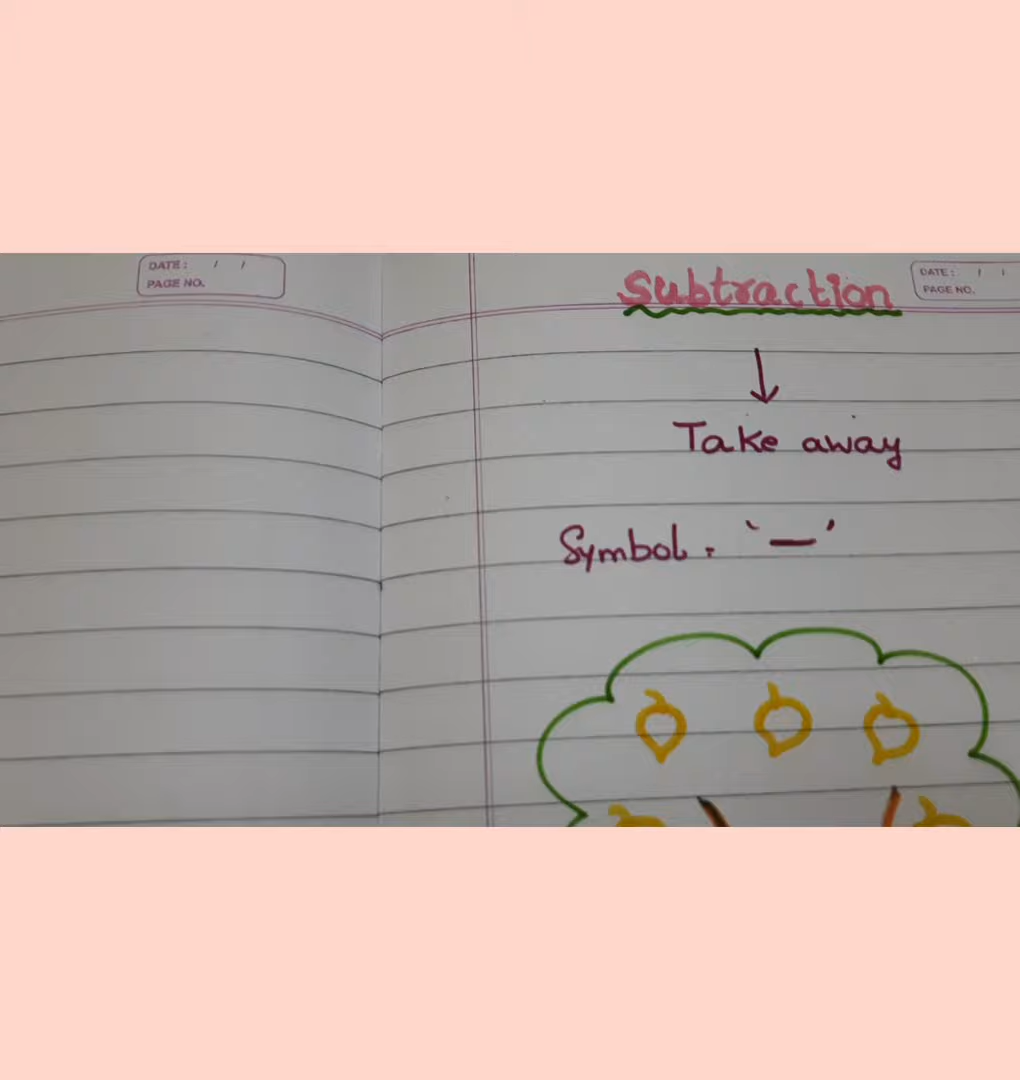 DATE: / /
PAGE NO.
Subtraction
DATE: / /
PAGE NO.
↓
Take away
Symbol. ‘—’